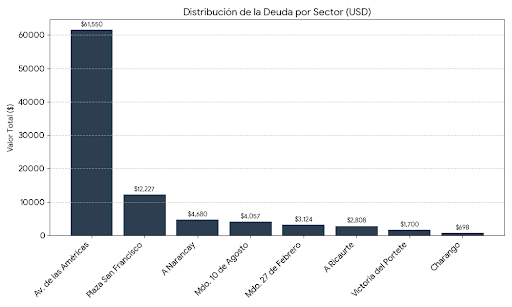 Distribución de la Deuda por Sector (USD)
Valor Total ($)
60000
50000
40000
30000
20000
10000
0
$61,550
$12,227
$4,680
$4,057
$3,124
$2,808
$1,700
$698
Av. de las Américas
Plaza San Francisco
A Narancay
Mdo. 10 de Agosto
Mdo. 27 de Febrero
A Ricaurte
Victoria del Portete
Charango